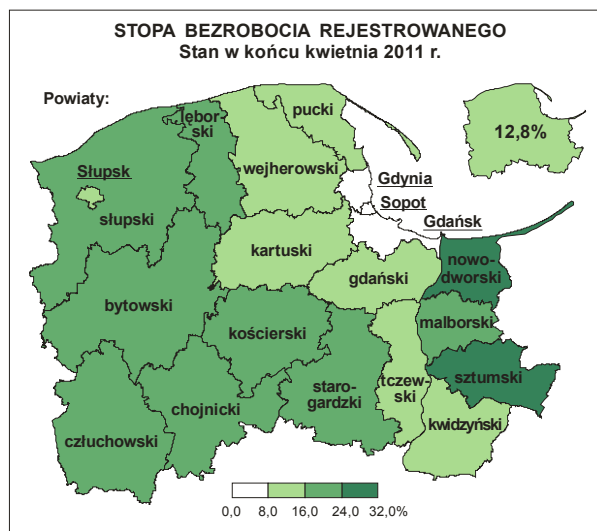 STOPA BEZROBOCIA REJESTROWANEGO
Stan w końcu kwietnia 2011 r.
Powiaty:
pucki
lębor-
ski
12,8%
wejherowski
Słupsk
Gdynia
Sopot
Gdańsk
słupski
kartuski
nowo-
dworski
gdański
bytowski
malborski
kościerski
sztumski
staro-
gardzki
tczew-
ski
chojnicki
kwidzyński
człuchowski
0,0 8,0 16,0 24,0 32,0%